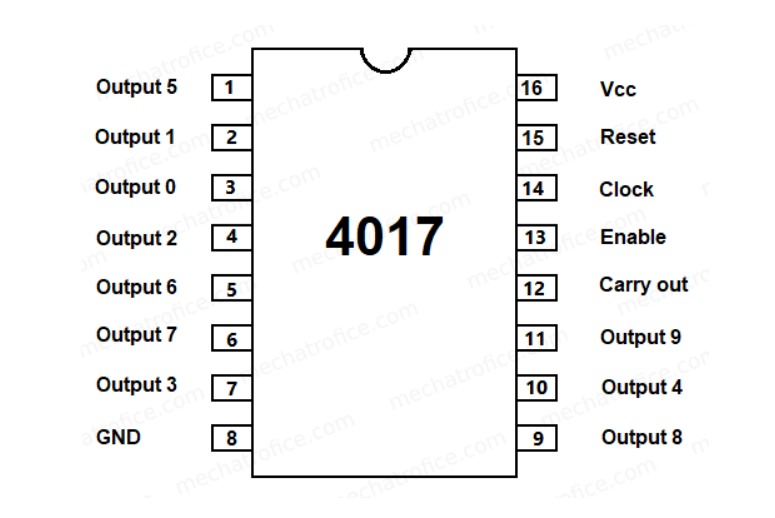 Output 5 1 16 Vcc
Output 1 2 15 Reset
Output 0 3 14 Clock
Output 2 4 13 Enable
4017
Output 6 5 12 Carry out
Output 7 6 11 Output 9
Output 3 7 10 Output 4
GND 8 9 Output 8
mechatrofice.com